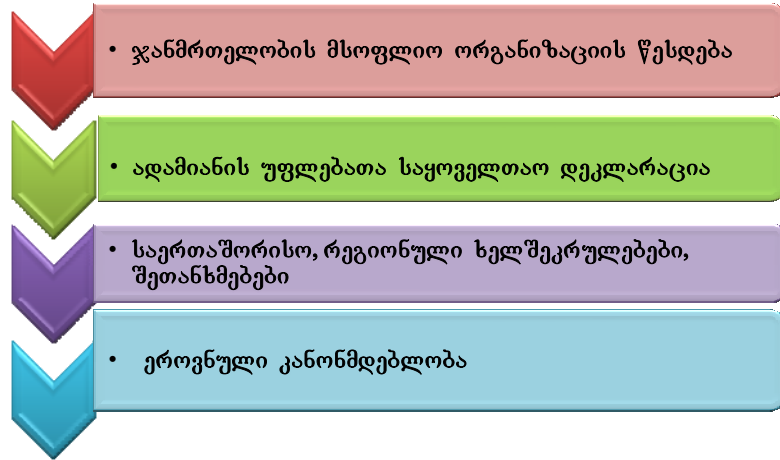 • ჯანმრთელობის მსოფლიო ორგანიზაციის წესდება
• ადამიანის უფლებათა საყოველთაო დეკლარაცია
• საერთაშორისო, რეგიონული ხელშეკრულებები,
შეთანხმებები
• ეროვნული კანონმდებლობა